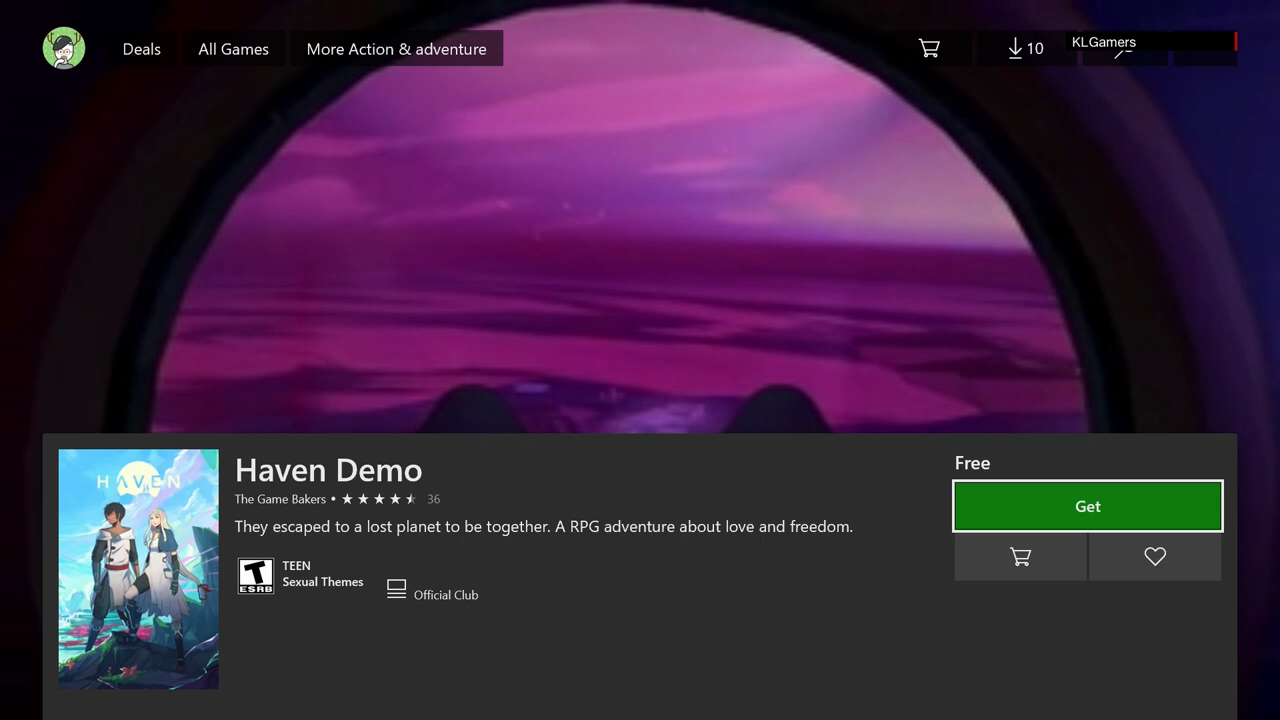 Deals
All Games
More Action & adventure
10
KLGamers
HAVEN
Haven Demo
The Game Bakers • ★★★★⯪ 36
They escaped to a lost planet to be together. A RPG adventure about love and freedom.
T
ESRB
TEEN
Sexual Themes
Official Club
Free
Get